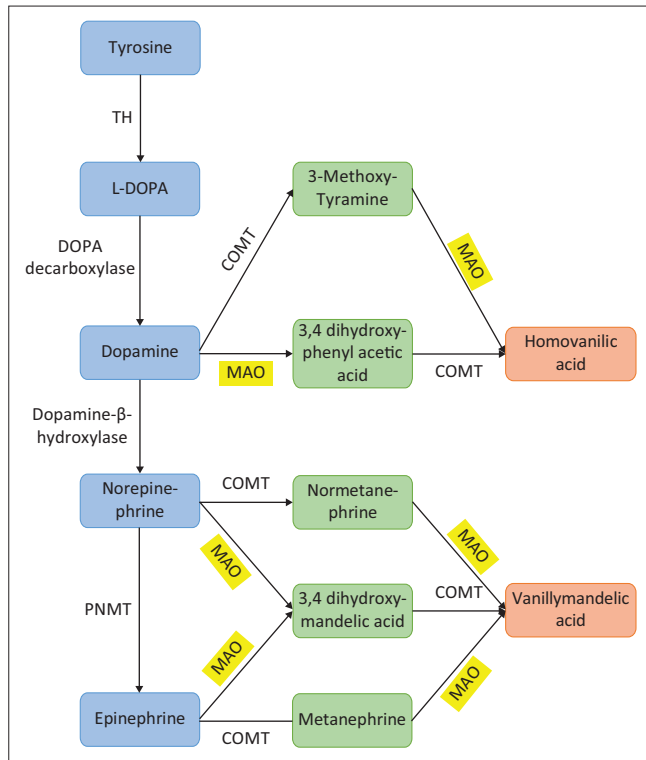 Tyrosine
TH
L-DOPA
3-Methoxy-
Tyramine
DOPA
decarboxylase
COMT
MAO
Dopamine
MAO
3,4 dihydroxy-
phenyl acetic
acid
COMT
Homovanilic
acid
Dopamine-β-
hydroxylase
Norepine-
phrine
COMT
Normetane-
phrine
MAO
MAO
PNMT
MAO
3,4 dihydroxy-
mandelic acid
COMT
Vanillymandelic
acid
MAO
Epinephrine
COMT
Metanephrine